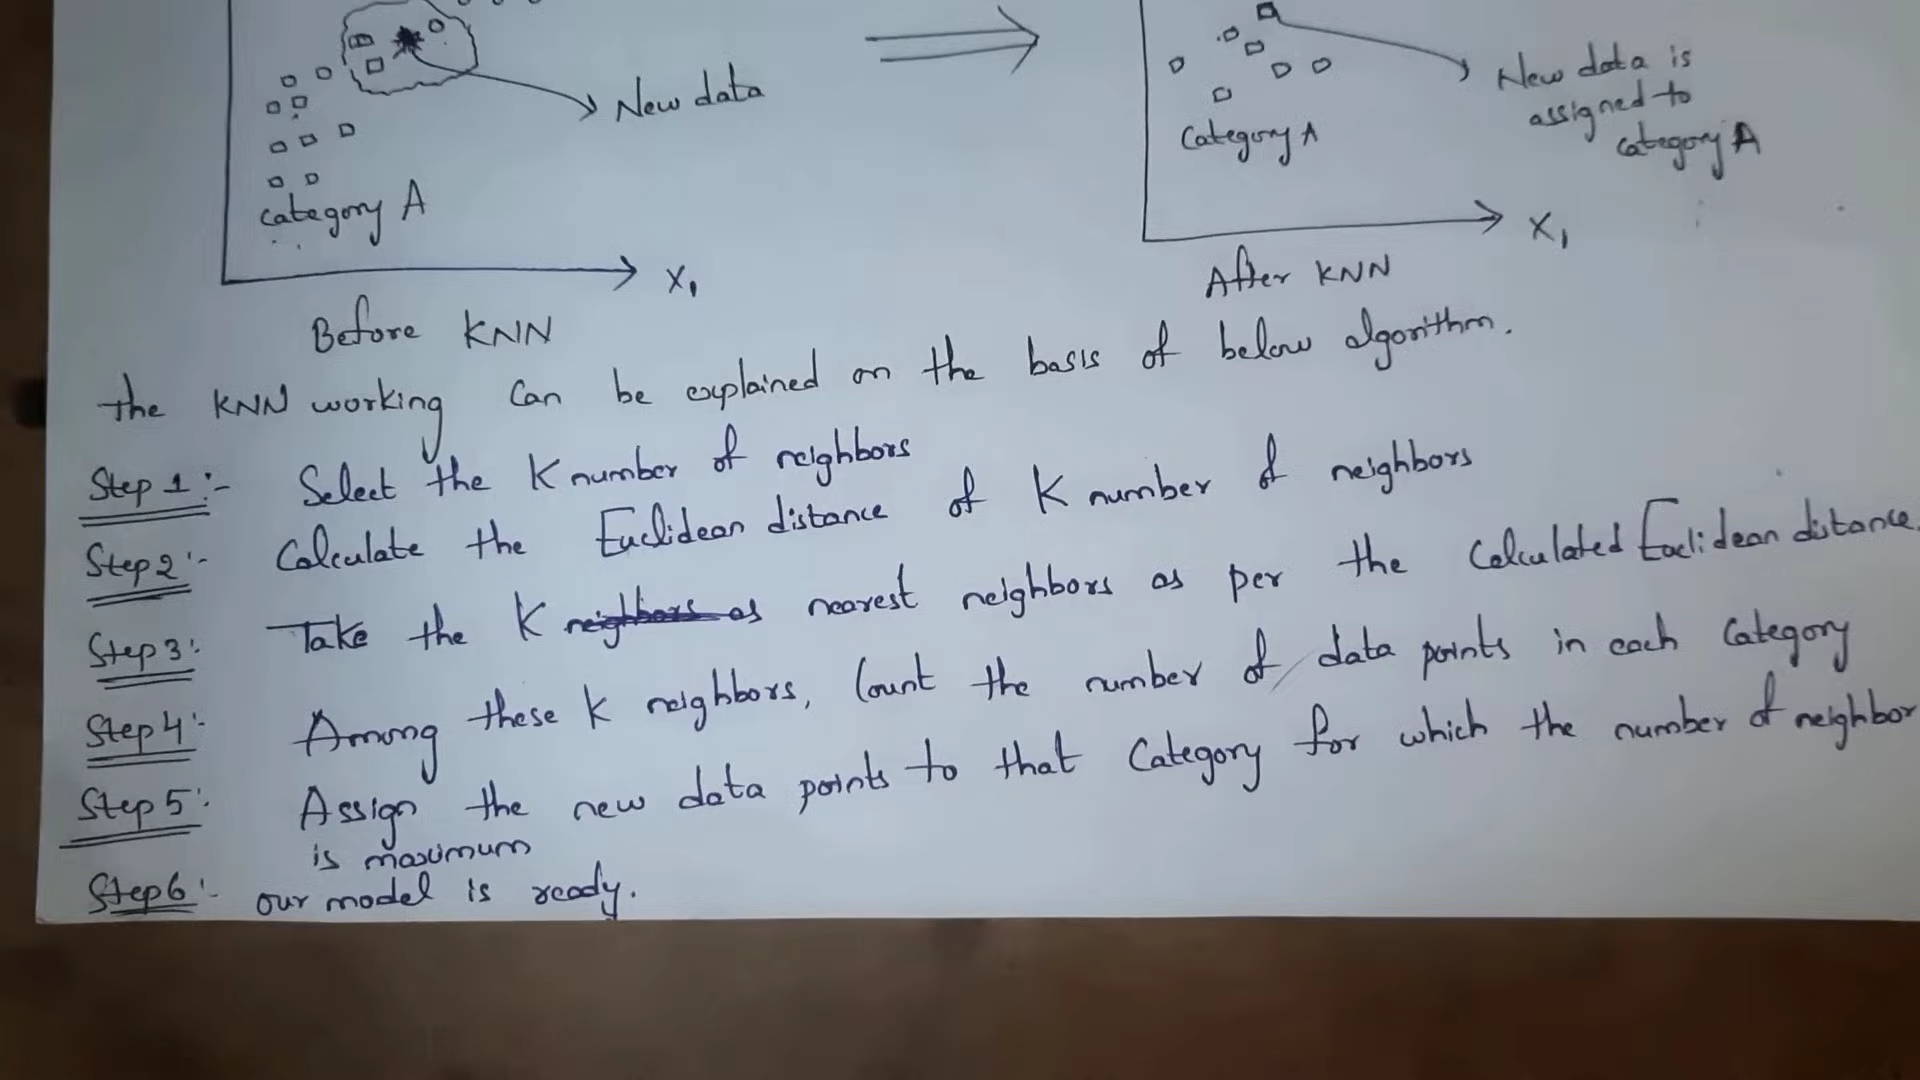 New data
Category A
X1
Before KNN
Category A
New data is
assigned to
category A
X1
After KNN
the KNN working can be explained on the basis of below algorithm.
Step 1:- Select the K number of neighbors
Step 2:- Calculate the Euclidean distance of K number of neighbors
Step 3:- Take the K neighbors as nearest neighbors as per the Calculated Euclidean distance.
Step 4:- Among these K neighbors, Count the number of data points in each Category
Step 5:- Assign the new data points to that Category for which the number of neighbor
is maximum
Step 6:- our model is ready.